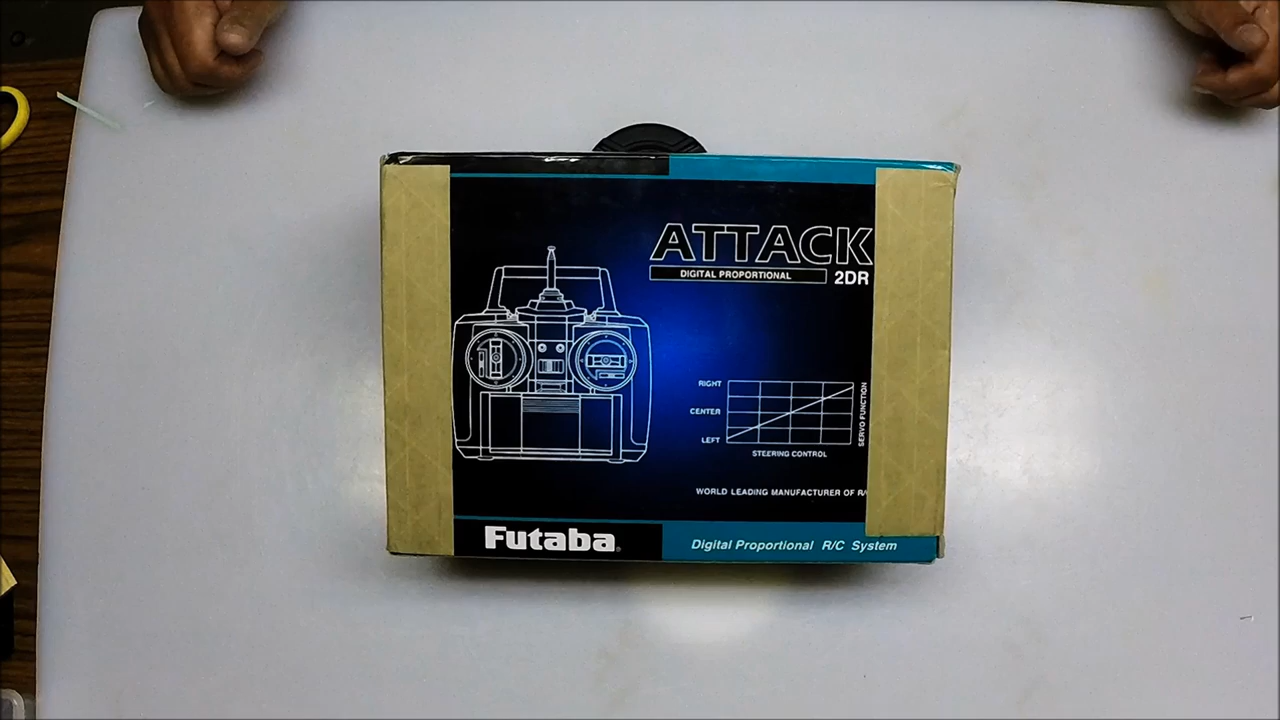 ATTACK
DIGITAL PROPORTIONAL 2DR
RIGHT
CENTER
LEFT
SERVO FUNCTION
STEERING CONTROL
WORLD LEADING MANUFACTURER OF R/
Futaba
Digital Proportional R/C System